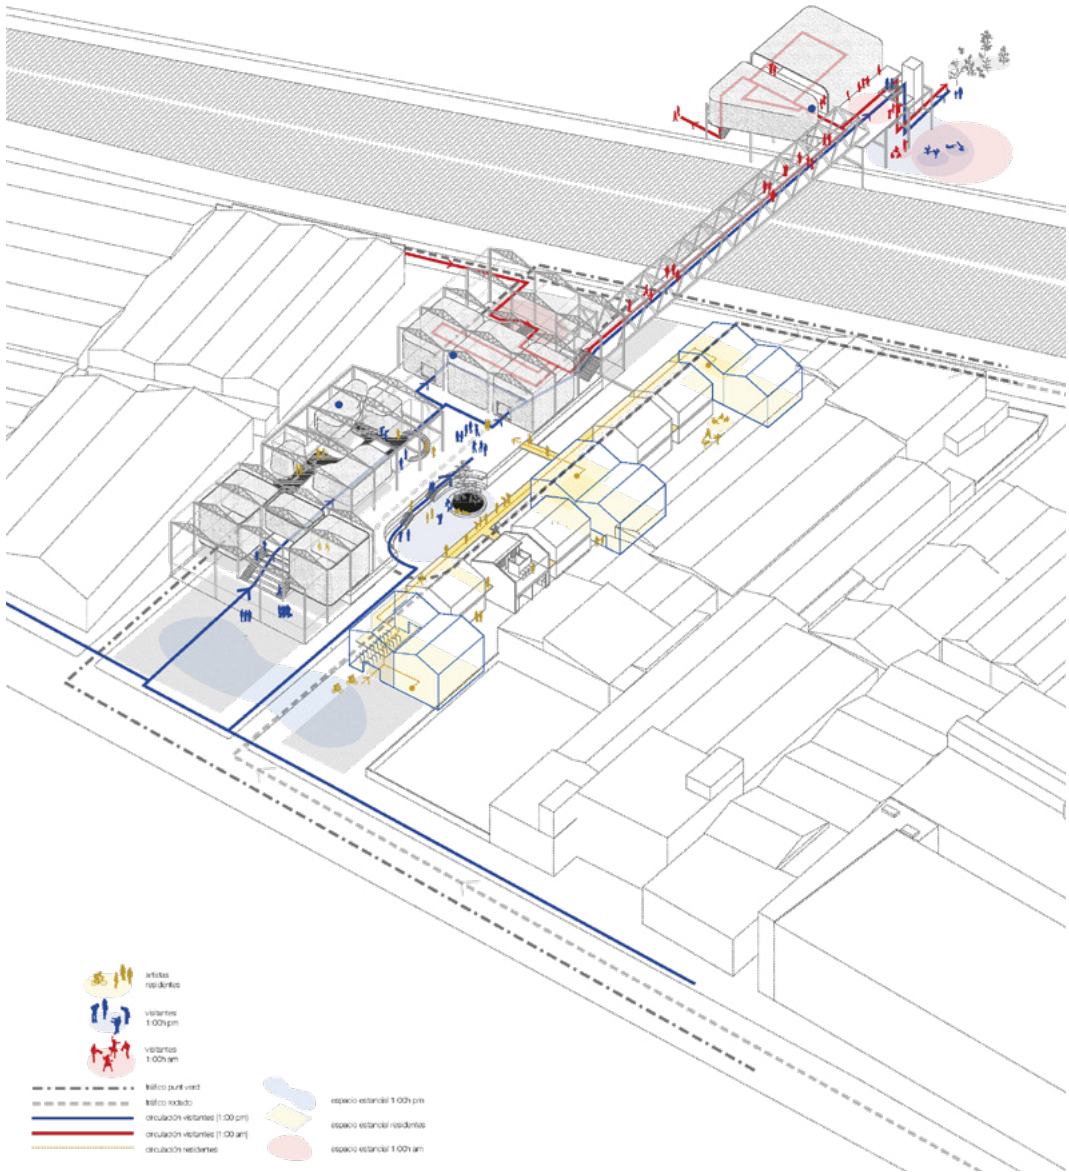 artistas
residentes
visitantes
1:00h pm
visitantes
1:00h am
tráfico punt verd
tráfico rodado
circulación visitantes (1:00 pm)
circulación visitantes (1:00 am)
circulación residentes
espacio estancial 1:00h pm
espacio estancial residentes
espacio estancial 1:00h am